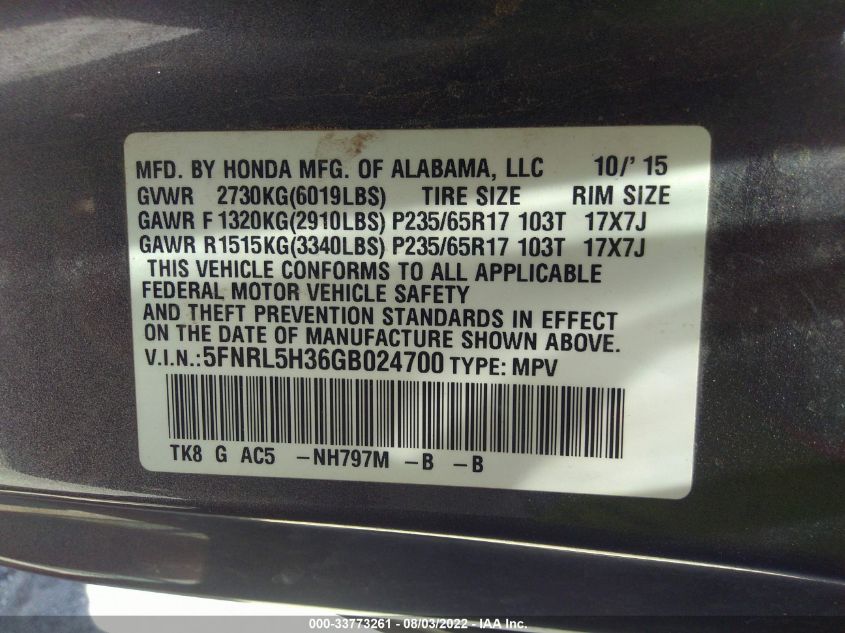 MFD. BY HONDA MFG. OF ALABAMA, LLC 10/' 15
GVWR 2730KG(6019LBS) TIRE SIZE RIM SIZE
GAWR F 1320KG(2910LBS) P235/65R17 103T 17X7J
GAWR R1515KG(3340LBS) P235/65R17 103T 17X7J
THIS VEHICLE CONFORMS TO ALL APPLICABLE
FEDERAL MOTOR VEHICLE SAFETY
AND THEFT PREVENTION STANDARDS IN EFFECT
ON THE DATE OF MANUFACTURE SHOWN ABOVE.
V.I.N.: 5FNRL5H36GB024700 TYPE: MPV
TK8 G AC5 -NH797M -B -B
000-33773261 - 08/03/2022 - IAA Inc.